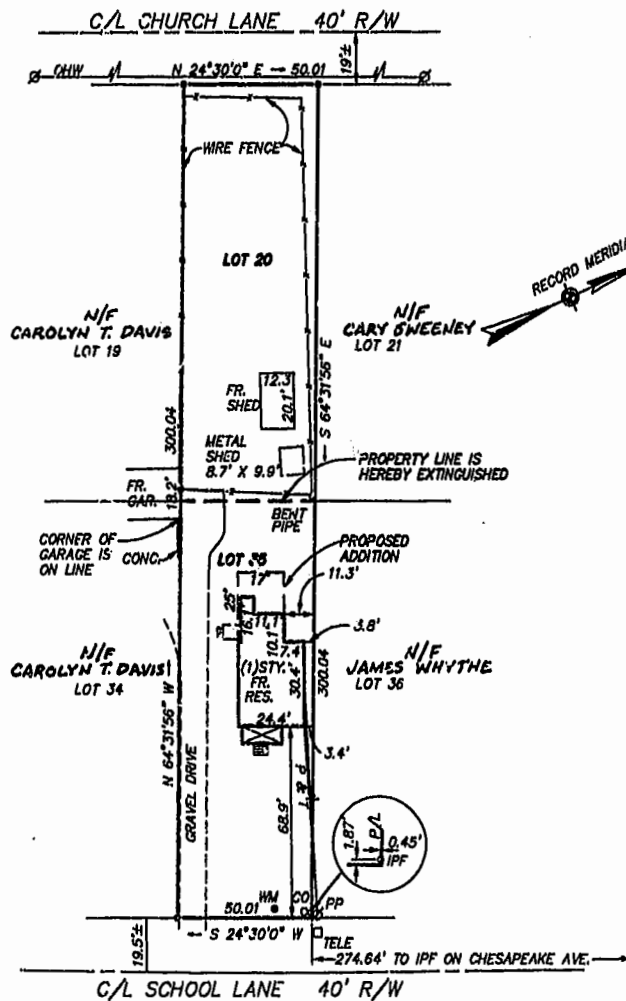 C/L CHURCH LANE 40' R/W
19'±
OHW
N 24°30'0" E 50.01
WIRE FENCE
LOT 20
RECORD MERIDIA
N/F
CAROLYN T. DAVIS
LOT 19
N/F
CARY SWEENEY
LOT 21
S 64°31'56" E
FR.
SHED
12.3'
20.1'
300.04
METAL
SHED
8.7' X 9.9'
PROPERTY LINE IS
HEREBY EXTINGUISHED
FR.
GAR.
18.2'
BENT
PIPE
CORNER OF
GARAGE IS
ON LINE
CONC.
LOT 35
PROPOSED
ADDITION
17'
11.3'
25'
16.1'
11.1'
10.1'
7.4'
3.8'
N/F
CAROLYN T. DAVIS
LOT 34
(1)STY.
FR.
RES.
30.4'
300.04
N/F
JAMES WHYTHE
LOT 36
24.4'
3.4'
N 64°31'56" W
GRAVEL DRIVE
68.9'
P & T
1.87'
P/L
0.45'
IPF
50.01
WM
CO
PP
S 24°30'0" W
TELE
19.5'±
274.64' TO IPF ON CHESAPEAKE AVE.
C/L SCHOOL LANE 40' R/W